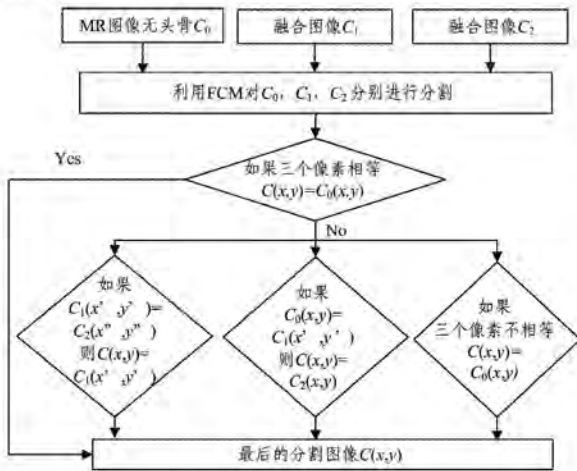 MR图像无头骨C₀
融合图像C₁
融合图像C₂
利用FCM对C₀，C₁，C₂分别进行分割
Yes
如果三个像素相等
C(x,y)=C₀(x,y)
No
如果
C₁(x’,y’)=
C₂(x”,y”)
则C(x,y)=
C₁(x’,y’)
如果
C₀(x,y)=
C₁(x’,y’)
则C(x,y)=
C₂(x,y)
如果
三个像素不相等
C(x,y)=
C₀(x,y)
最后的分割图像C(x,y)